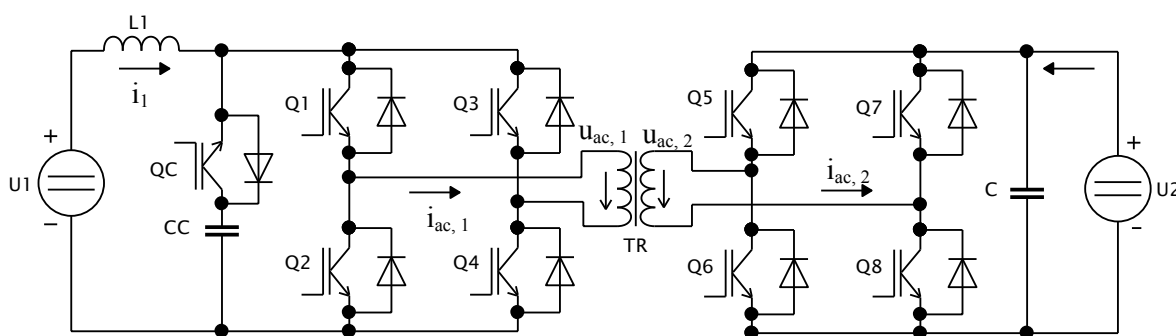 L1
i1
Q1
Q3
Q5
Q7
uac, 1
uac, 2
+
+
QC
U1
iac, 2
C
U2
−
CC
iac, 1
-
TR
Q2
Q4
Q6
Q8